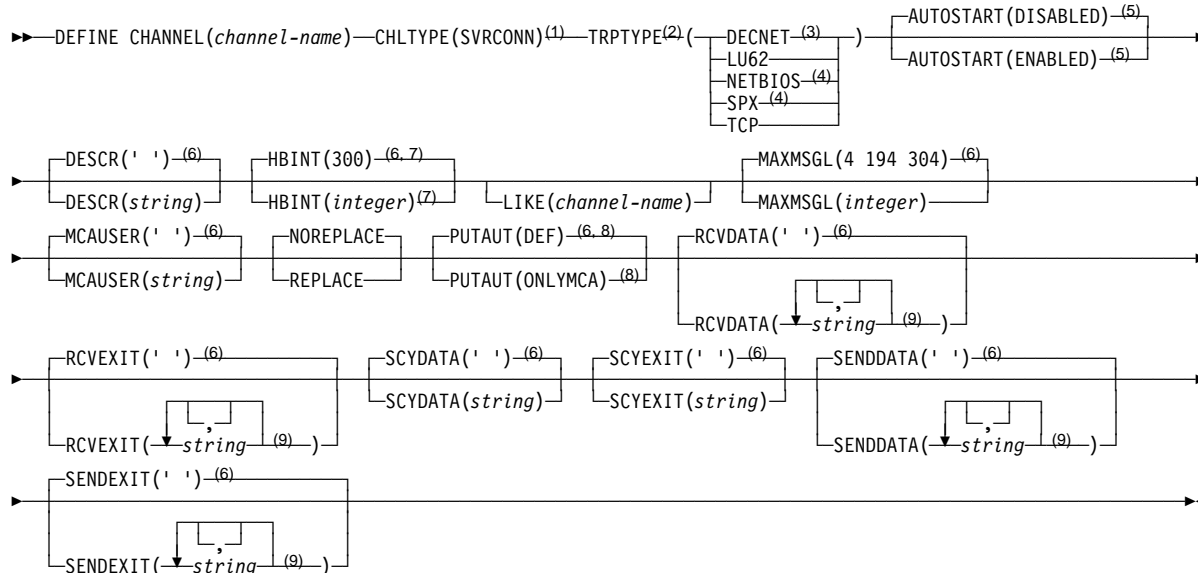 DEFINE CHANNEL(channel-name) CHLTYPE(SVRCONN)(1) TRPTYPE(2) ( DECNET (3) ) AUTOSTART(DISABLED) (5)
LU62 AUTOSTART(ENABLED) (5)
NETBIOS (4)
SPX (4)
TCP
DESCR(' ') (6) HBINT(300) (6, 7) MAXMSGL(4 194 304) (6)
DESCR(string) HBINT(integer)(7) LIKE(channel-name) MAXMSGL(integer)
MCAUSER(' ') (6) NOREPLACE PUTAUT(DEF) (6, 8) RCVDATA(' ') (6)
MCAUSER(string) REPLACE PUTAUT(ONLYMCA) (8)
,
RCVDATA( string (9) )
RCVEXIT(' ') (6) SCYDATA(' ') (6) SCYEXIT(' ') (6) SENDDATA(' ') (6)
SCYDATA(string) SCYEXIT(string)
, ,
RCVEXIT( string (9) ) SENDDATA( string (9) )
SENDEXIT(' ') (6)
,
SENDEXIT( string (9) )